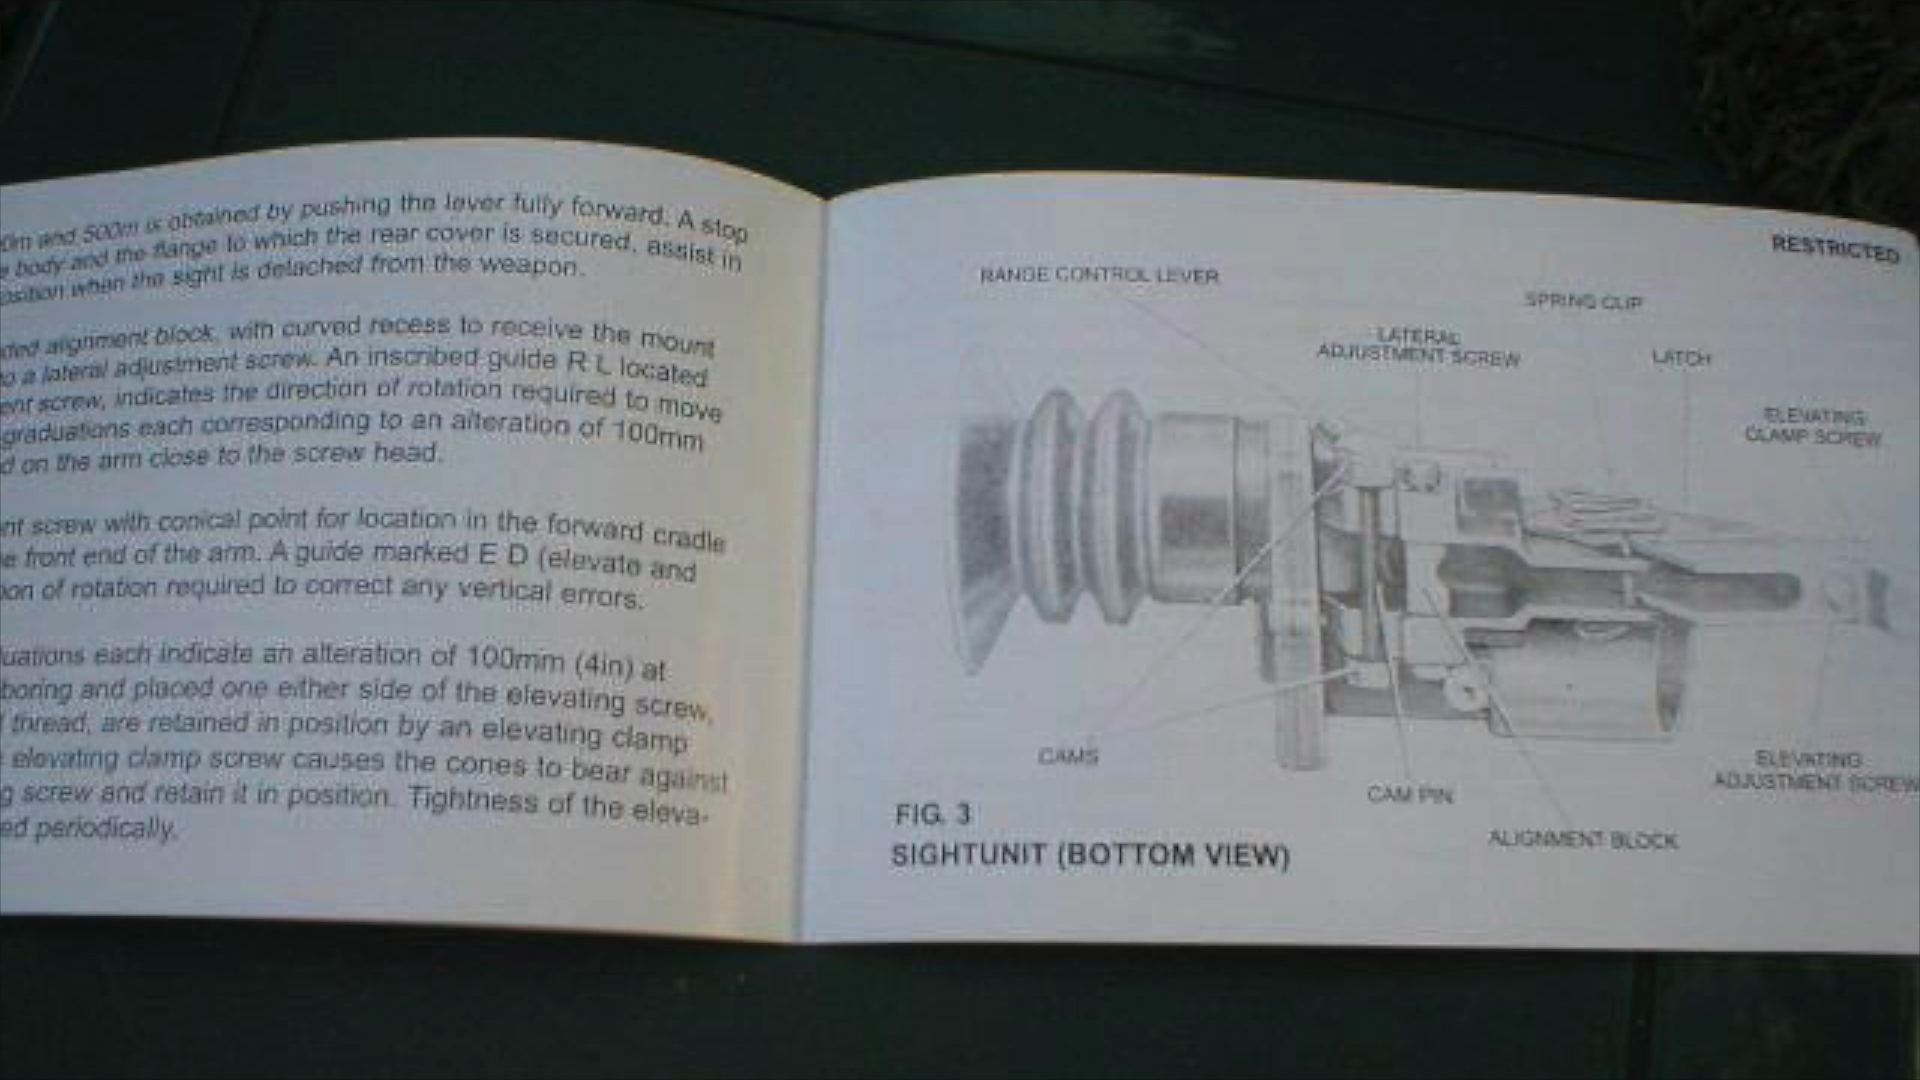 0m and 500m is obtained by pushing the lever fully forward. A stop
body and the flange to which the rear cover is secured, assist in
position when the sight is detached from the weapon.
alignment block, with curved recess to receive the mount
to a lateral adjustment screw. An inscribed guide R L located
screw, indicates the direction of rotation required to move
graduations each corresponding to an alteration of 100mm
on the arm close to the screw head.
screw with conical point for location in the forward cradle
front end of the arm. A guide marked E D (elevate and
of rotation required to correct any vertical errors.
uations each indicate an alteration of 100mm (4in) at
boring and placed one either side of the elevating screw,
thread, are retained in position by an elevating clamp
elevating clamp screw causes the cones to bear against
screw and retain it in position. Tightness of the eleva-
ed periodically.
RESTRICTED
RANGE CONTROL LEVER
SPRING CLIP
LATERAL
ADJUSTMENT SCREW
LATCH
ELEVATING
CLAMP SCREW
CAMS
CAM PIN
ALIGNMENT BLOCK
ELEVATING
ADJUSTMENT SCREW
FIG. 3
SIGHTUNIT (BOTTOM VIEW)